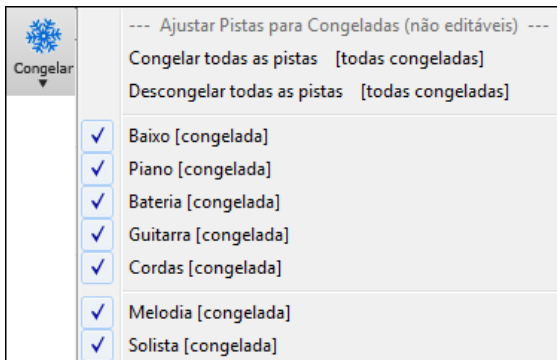 --- Ajustar Pistas para Congeladas (não editáveis) ---
Congelar
Congelar todas as pistas [todas congeladas]
Descongelar todas as pistas [todas congeladas]
Baixo [congelada]
Piano [congelada]
Bateria [congelada]
Guitarra [congelada]
Cordas [congelada]
Melodia [congelada]
Solista [congelada]